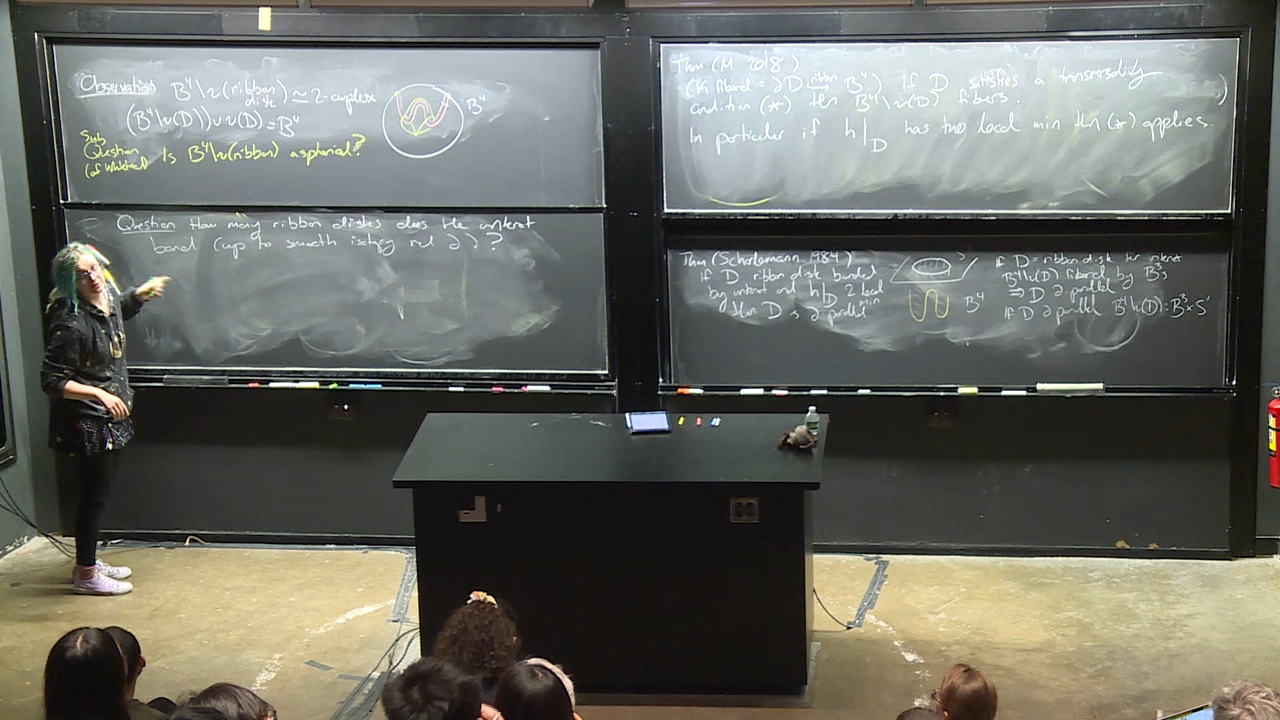 Observation B⁴\ν(ribbon disk) ≃ 2-complex
(B⁴\ν(D)) ∪ ν(D) = B⁴
B⁴
Sub Question (of Whitehead) Is B⁴\ν(ribbon) aspherical?
Question How many ribbon disks does the unknot
bound (up to smooth isotopy rel ∂)?
Thm (M 2018)
(K fibered = ∂D ribbon B⁴) If D satisfies a transversality
condition (*) then B⁴\ν(D) fibers.
In particular if h|_D has two local min then (*) applies.
Thm (Scharlemann 1984)
If D ribbon disk bounded
by unknot and h|_D 2 local min
then D is ∂ parallel
B⁴
If D = ribbon disk for unknot
B⁴\ν(D) fibered by B³s
⇒ D ∂ parallel
If D ∂ parallel B⁴\ν(D) = B³×S¹